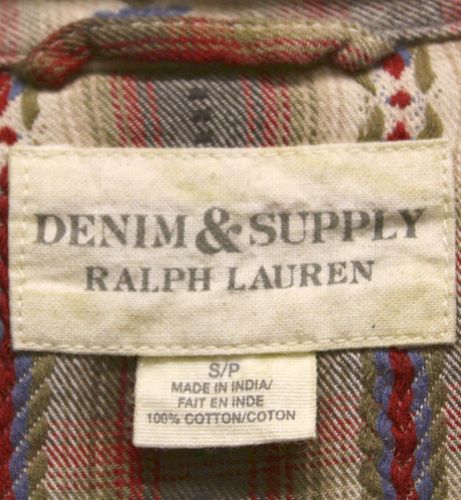 DENIM & SUPPLY
RALPH LAUREN
S/P
MADE IN INDIA/
FAIT EN INDE
100% COTTON/COTON